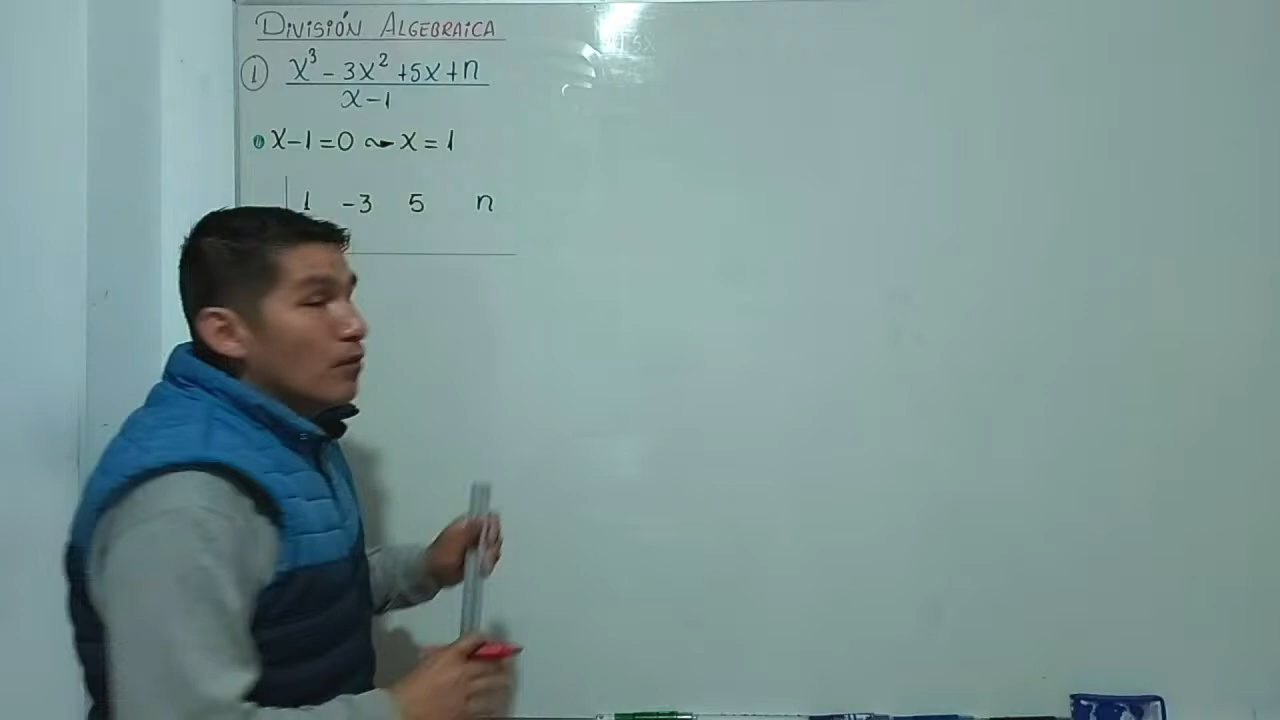 DIVISIÓN ALGEBRAICA
① x³ - 3x² + 5x + n
x - 1
x - 1 = 0 ⤳ x = 1
1 -3 5 n